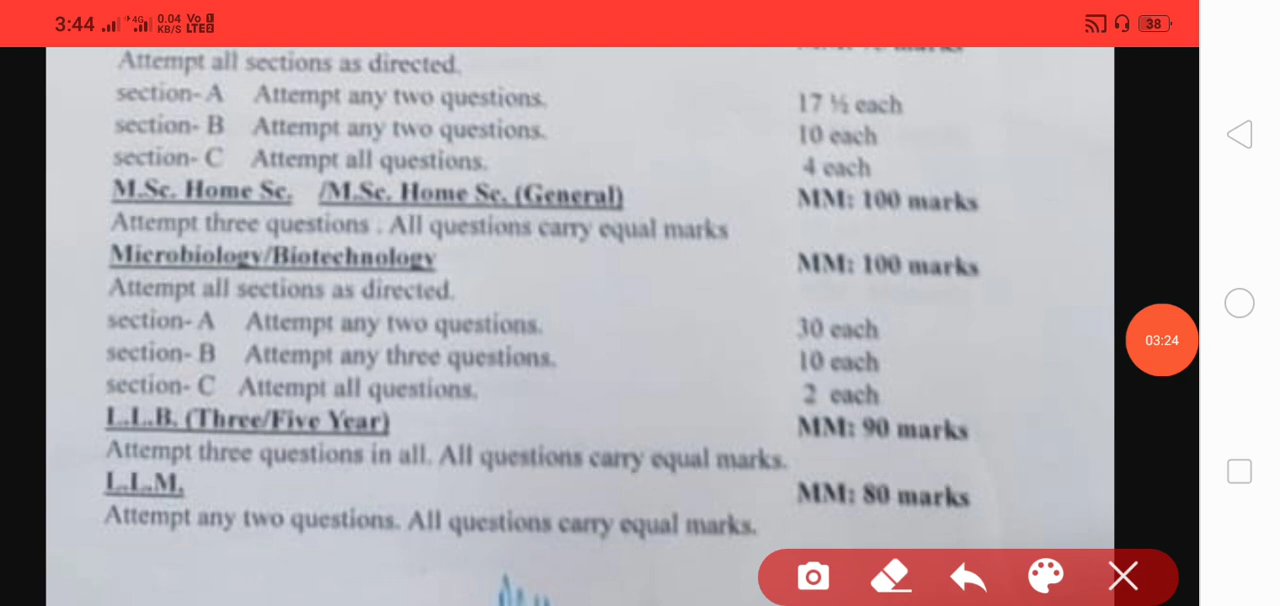 3:44 4G 0.04 KB/S Vo LTE 38
Attempt all sections as directed.
section- A Attempt any two questions. 17 ½ each
section- B Attempt any two questions. 10 each
section- C Attempt all questions. 4 each
M.Sc. Home Sc. /M.Sc. Home Sc. (General) MM: 100 marks
Attempt three questions . All questions carry equal marks
Microbiology/Biotechnology MM: 100 marks
Attempt all sections as directed.
section- A Attempt any two questions. 30 each
section- B Attempt any three questions. 10 each
section- C Attempt all questions. 2 each
L.L.B. (Three/Five Year) MM: 90 marks
Attempt three questions in all. All questions carry equal marks.
L.L.M. MM: 80 marks
Attempt any two questions. All questions carry equal marks.
03:24